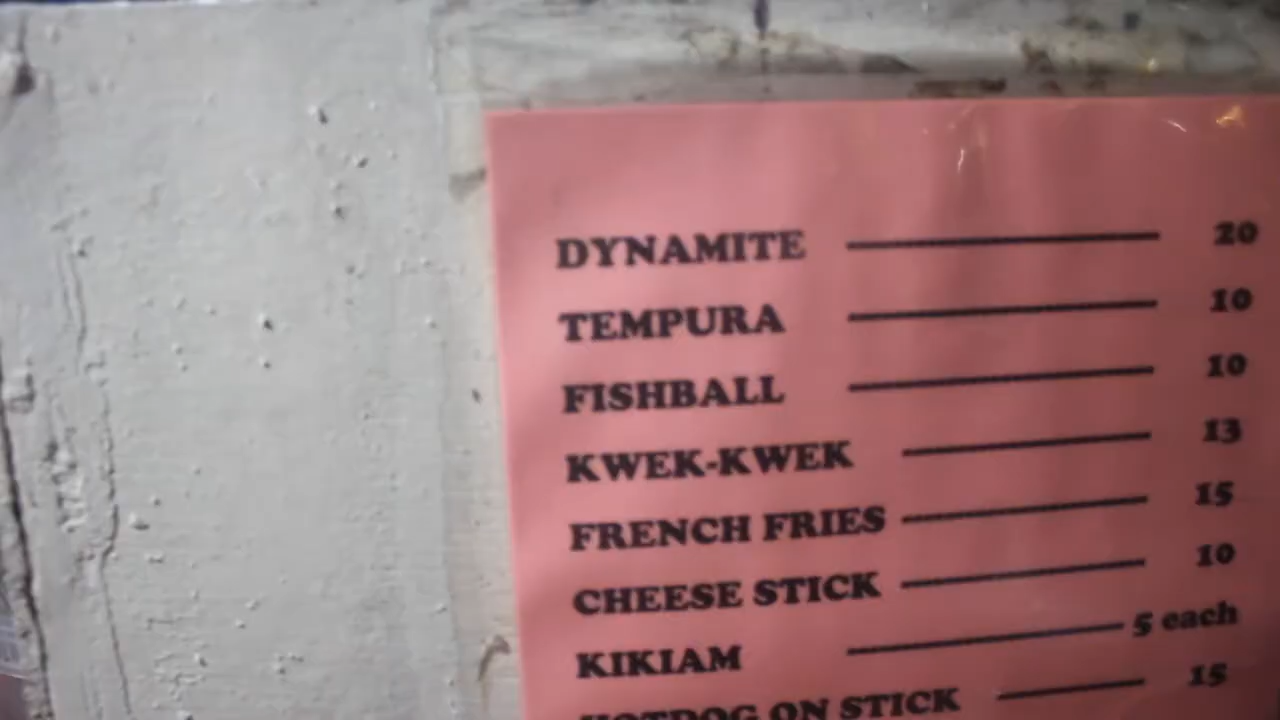 DYNAMITE 20
TEMPURA 10
FISHBALL 10
KWEK-KWEK 13
FRENCH FRIES 15
CHEESE STICK 10
KIKIAM 5 each
HOTDOG ON STICK 15